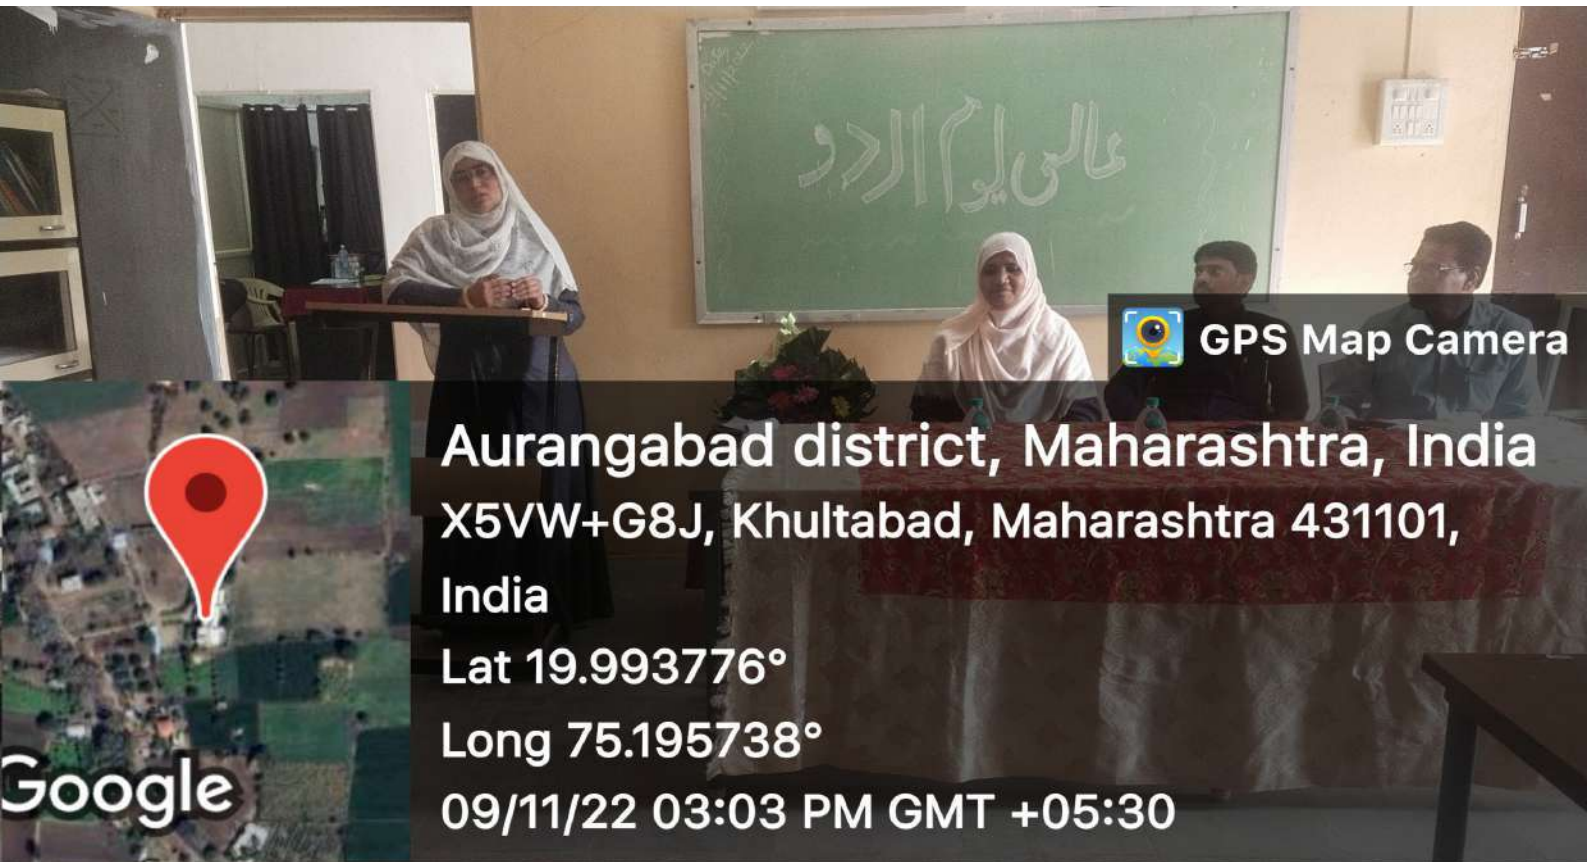 عالمی یوم اردو
GPS Map Camera
Aurangabad district, Maharashtra, India
X5VW+G8J, Khultabad, Maharashtra 431101,
India
Lat 19.993776°
Long 75.195738°
09/11/22 03:03 PM GMT +05:30
Google